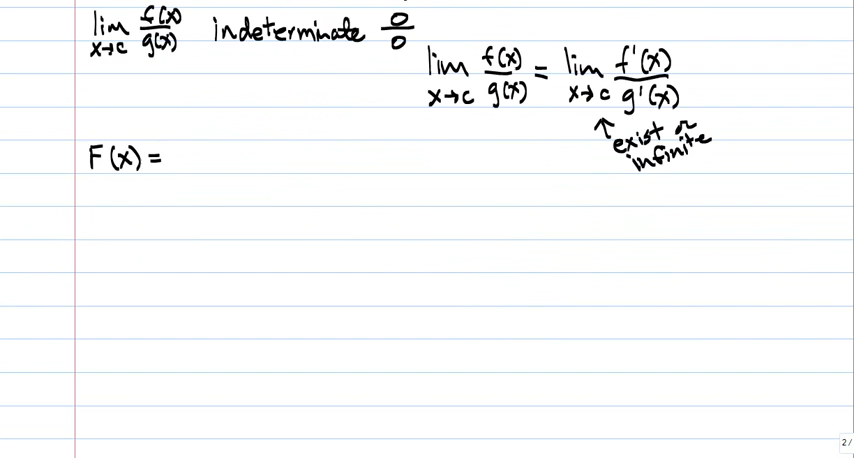 lim x→c f(x)/g(x) indeterminate 0/0
lim x→c f(x)/g(x) = lim x→c f'(x)/g'(x)
↑ exist or
infinite
F(x) =
2/